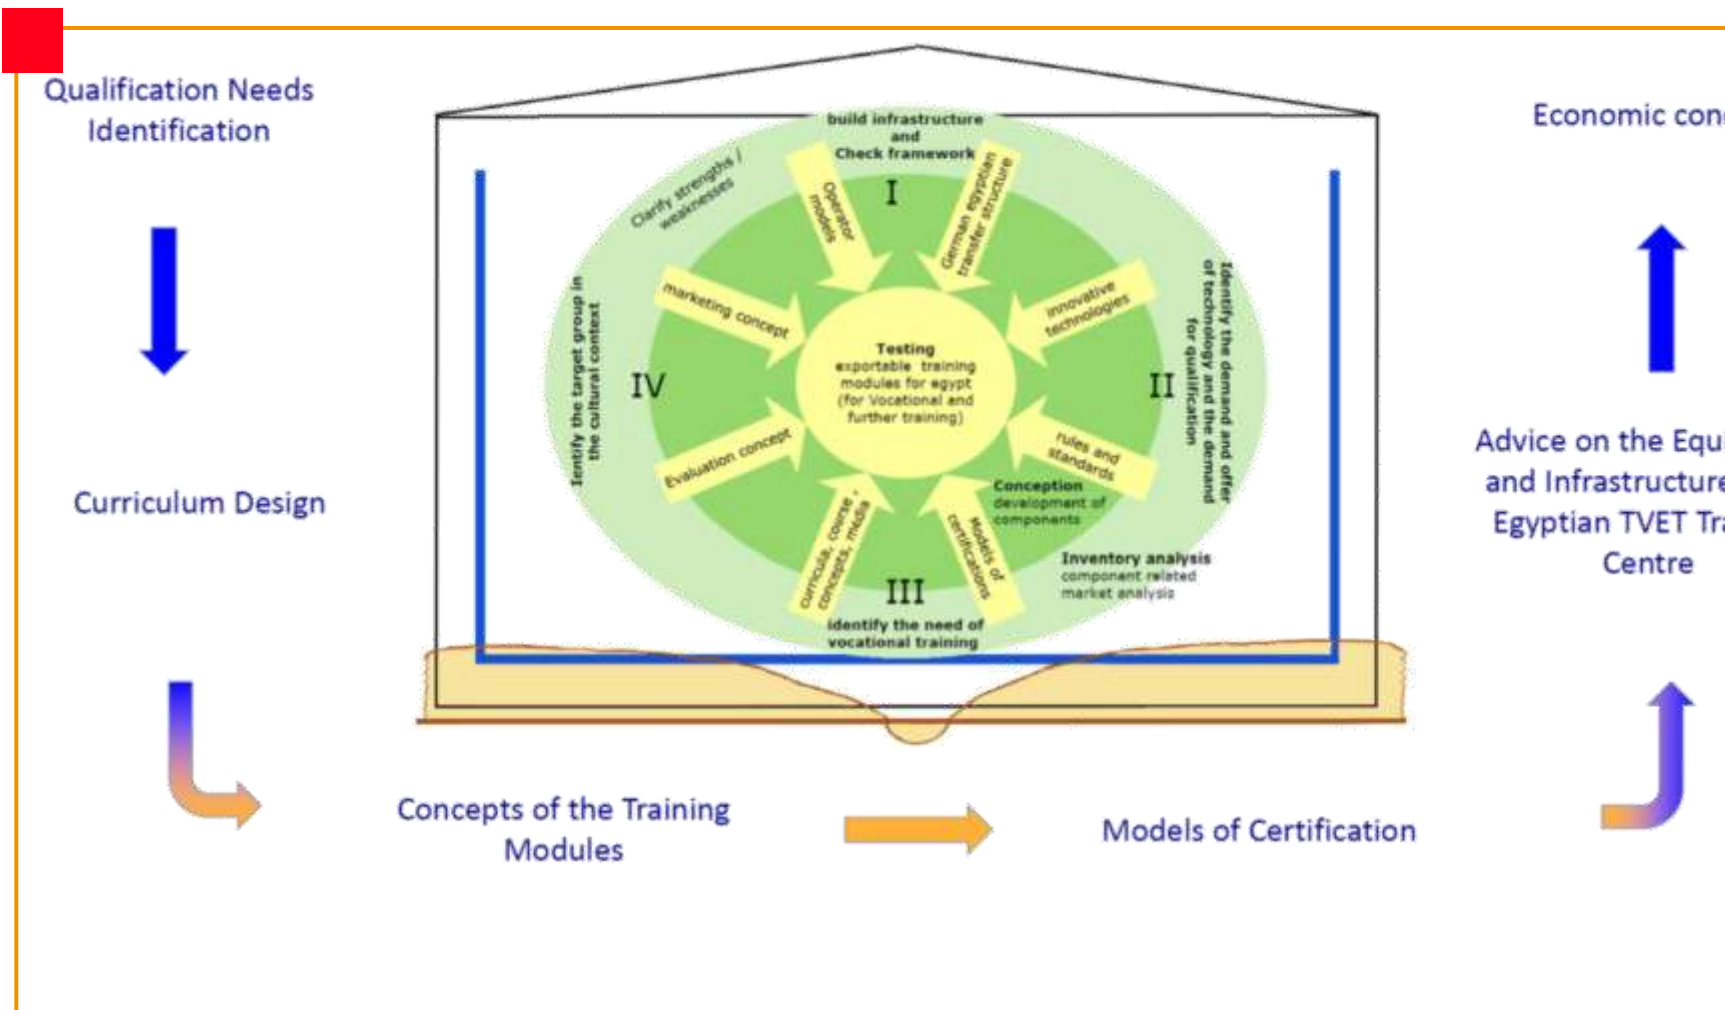 Qualification Needs
Identification
Curriculum Design
Concepts of the Training
Modules
Models of Certification
Advice on the
and Infrastructure
Egyptian TVET
Centre
Economic
build infrastructure
and
Check framework
Clarify strengths /
weaknesses
Ientify the target group in
the cultural context
Identify the demand and offer
of technology and the demand
for qualification
identify the need of
vocational training
I
II
III
IV
Operator
models
German egyptian
transfer structure
innovative
technologies
rules and
standards
Models of
certifications
curricula, course ,
concepts, media
Evaluation concept
marketing concept
Testing
exportable training
modules for egypt
(for Vocational and
further training)
Conception
development of
components
Inventory analysis
component related
market analysis